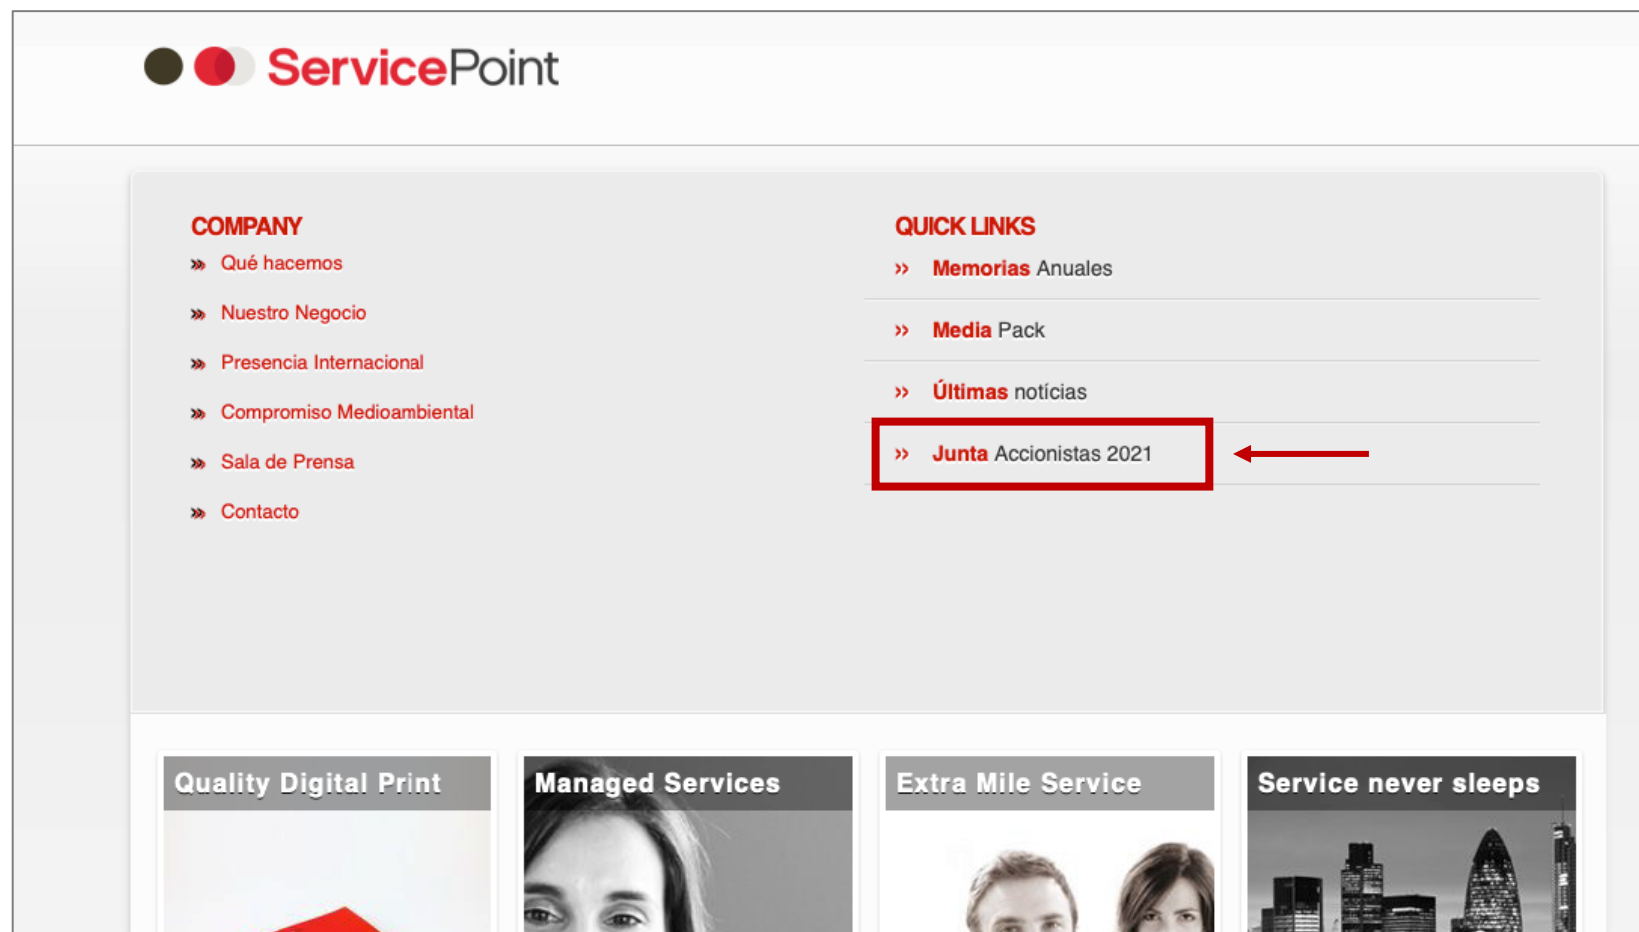 ServicePoint
COMPANY
Qué hacemos
Nuestro Negocio
Presencia Internacional
Compromiso Medioambiental
Sala de Prensa
Contacto
QUICK LINKS
Memorias Anuales
Media Pack
Últimas notícias
Junta Accionistas 2021
Quality Digital Print
Managed Services
Extra Mile Service
Service never sleeps